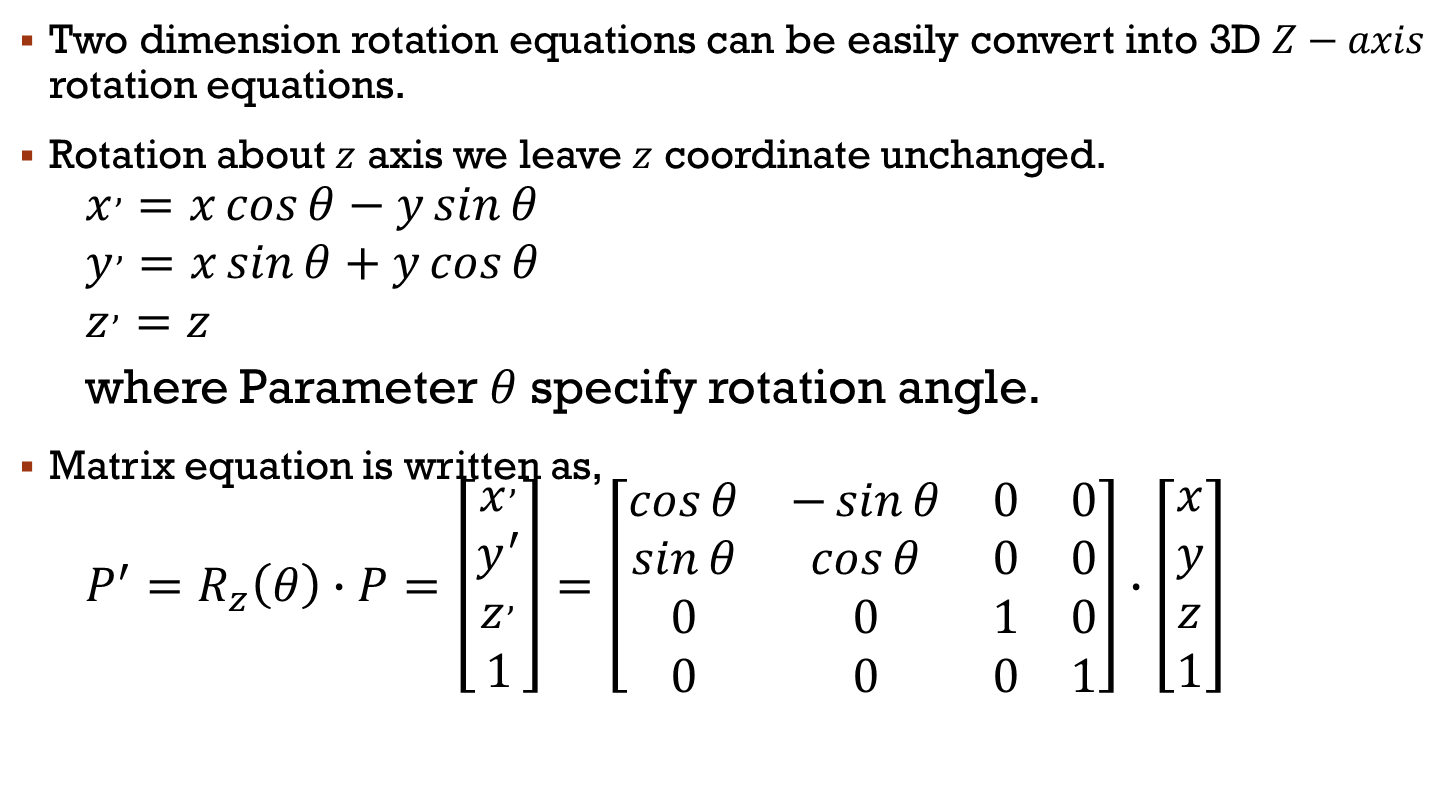 ▪ Two dimension rotation equations can be easily convert into 3D Z − axis
rotation equations.
▪ Rotation about z axis we leave z coordinate unchanged.
x’ = x cos θ − y sin θ
y’ = x sin θ + y cos θ
z’ = z
where Parameter θ specify rotation angle.
▪ Matrix equation is written as,
P′ = R_z(θ) · P = [x’ y′ z’ 1] = [cos θ − sin θ 0 0 sin θ cos θ 0 0 0 0 1 0 0 0 0 1] · [x y z 1]